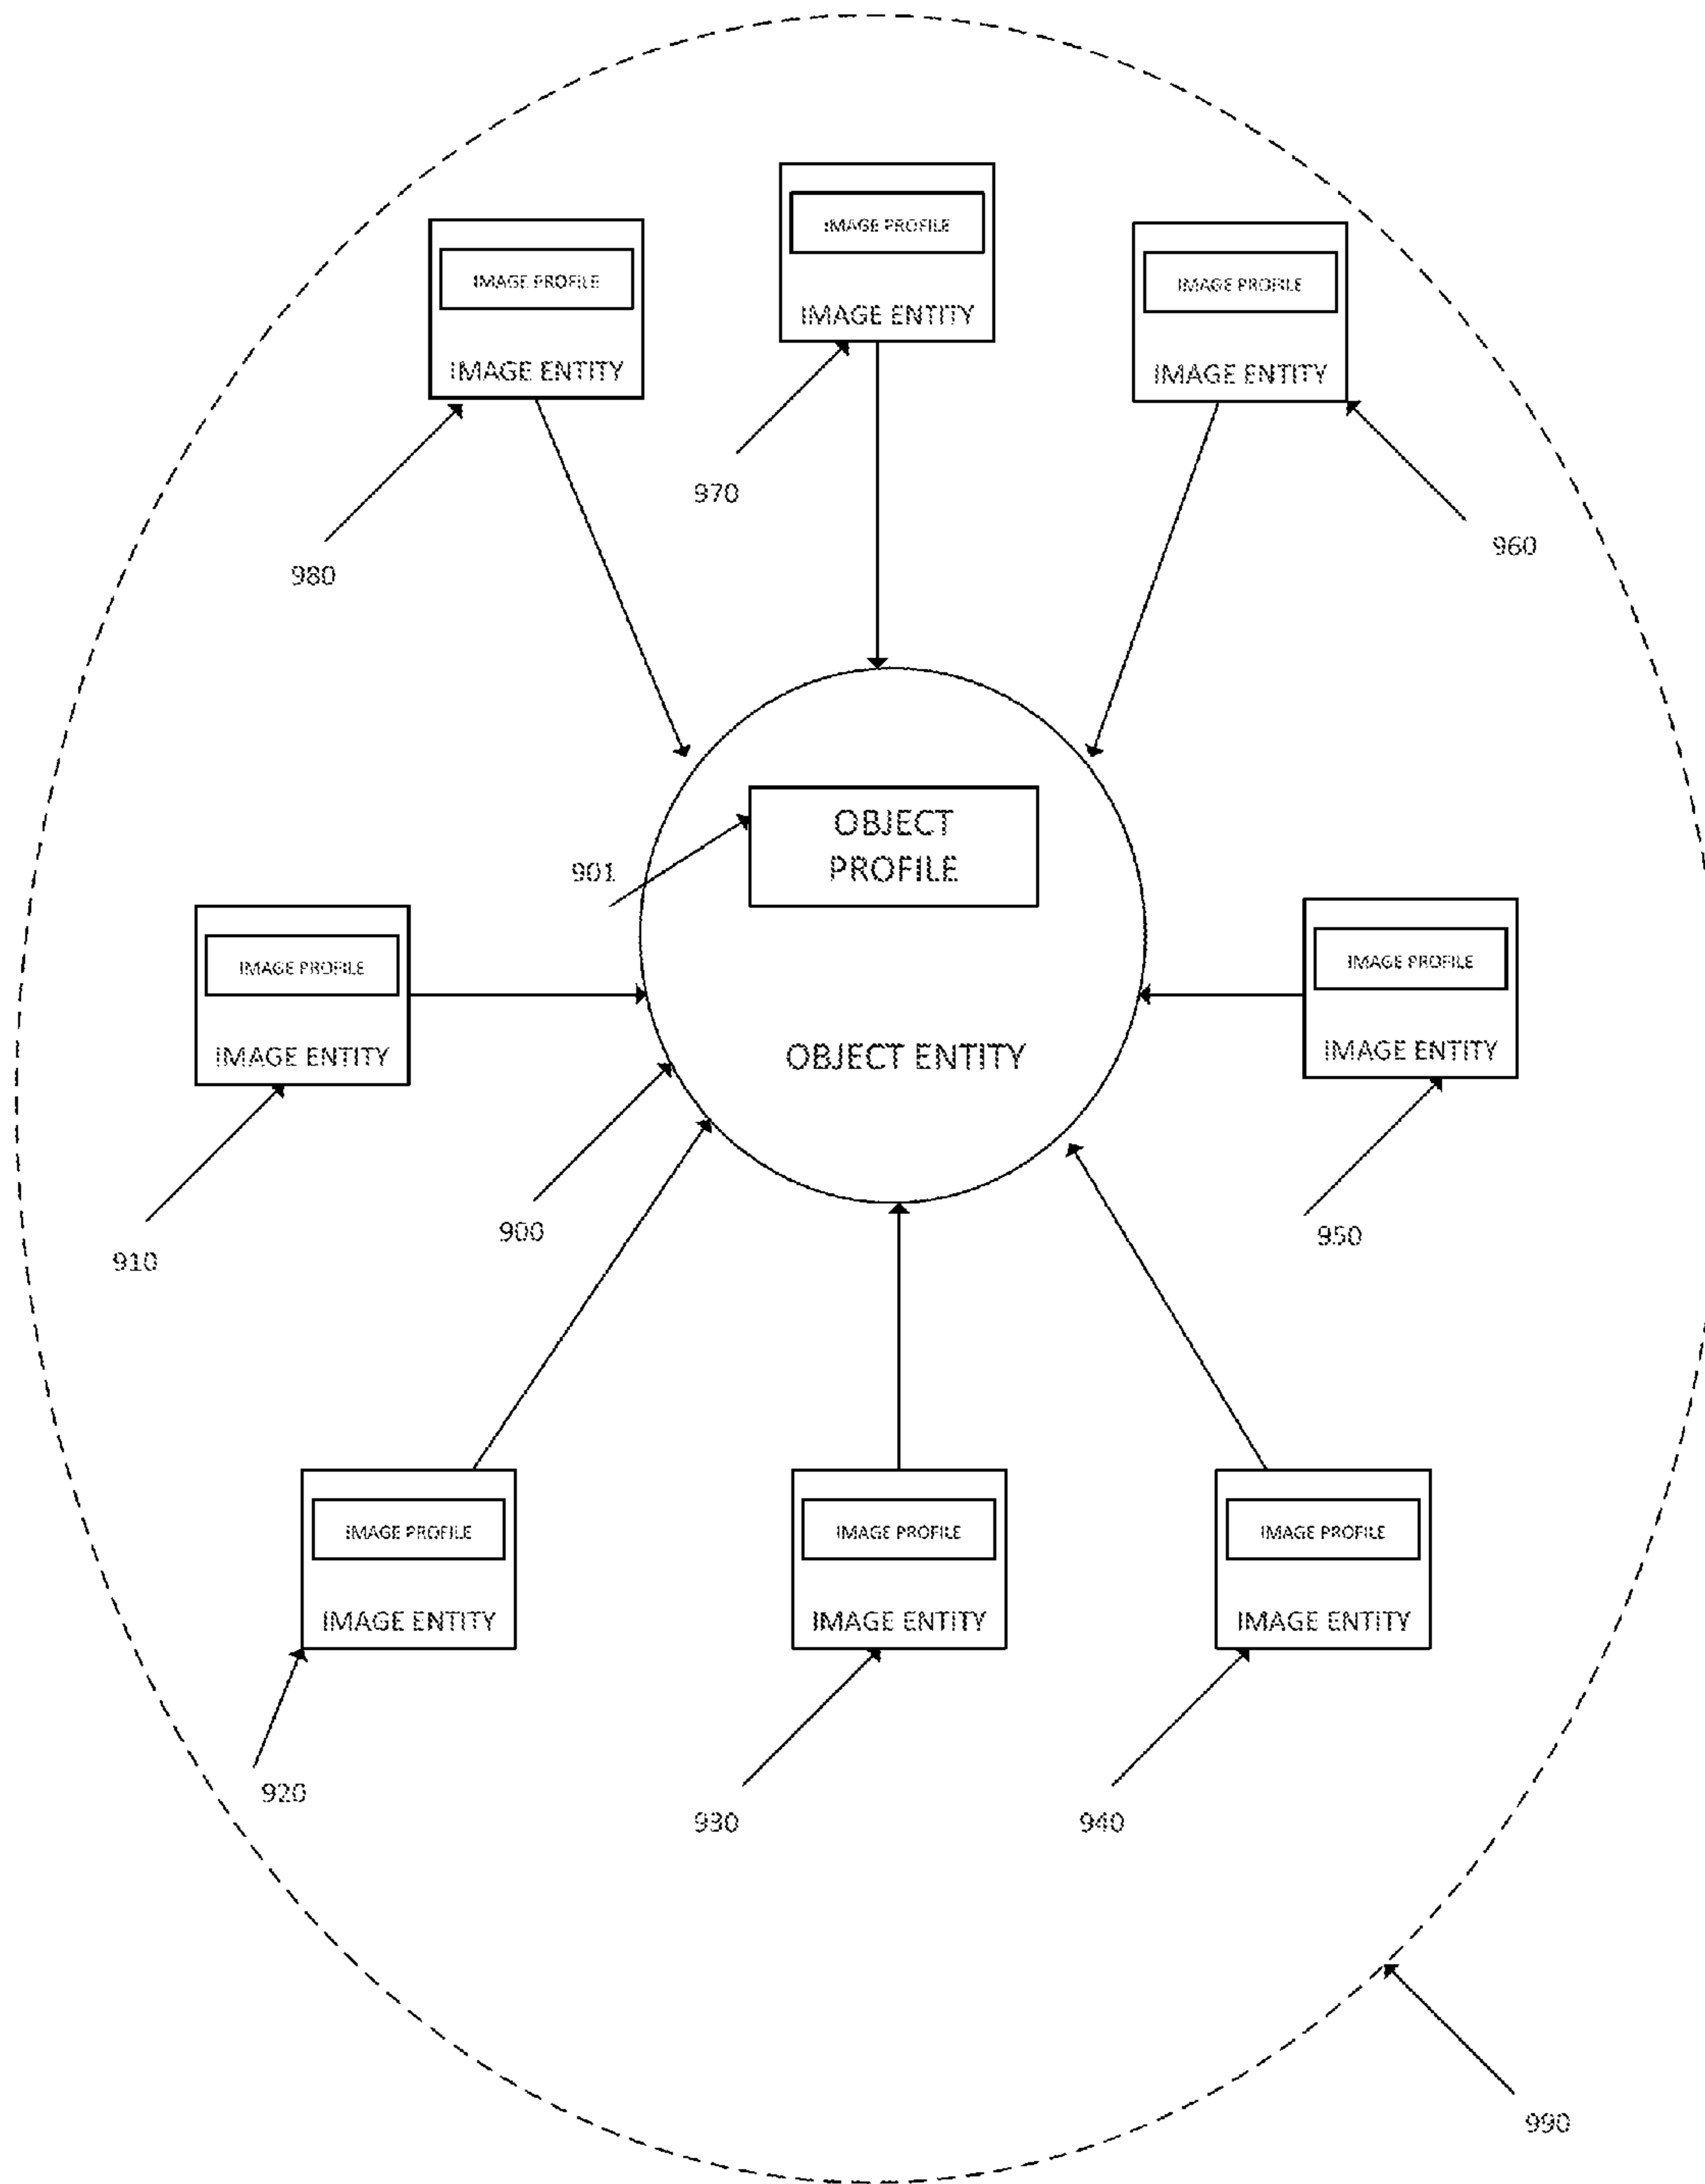 IMAGE PROFILE
IMAGE ENTITY
970
IMAGE PROFILE
IMAGE ENTITY
980
IMAGE PROFILE
IMAGE ENTITY
960
OBJECT
PROFILE
901
OBJECT ENTITY
900
IMAGE PROFILE
IMAGE ENTITY
910
IMAGE PROFILE
IMAGE ENTITY
950
IMAGE PROFILE
IMAGE ENTITY
920
IMAGE PROFILE
IMAGE ENTITY
930
IMAGE PROFILE
IMAGE ENTITY
940
990